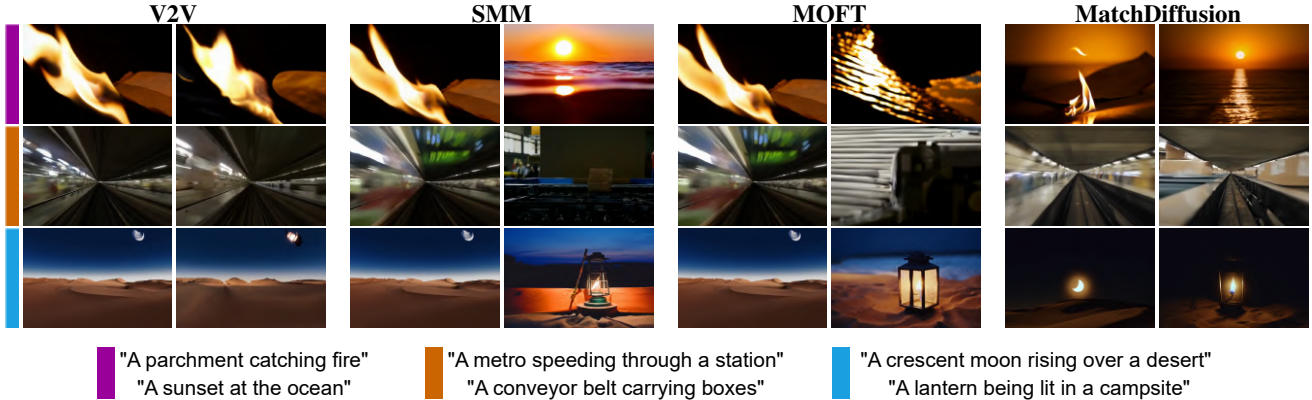 V2V SMM MOFT MatchDiffusion
"A parchment catching fire" "A metro speeding through a station" "A crescent moon rising over a desert"
"A sunset at the ocean" "A conveyor belt carrying boxes" "A lantern being lit in a campsite"